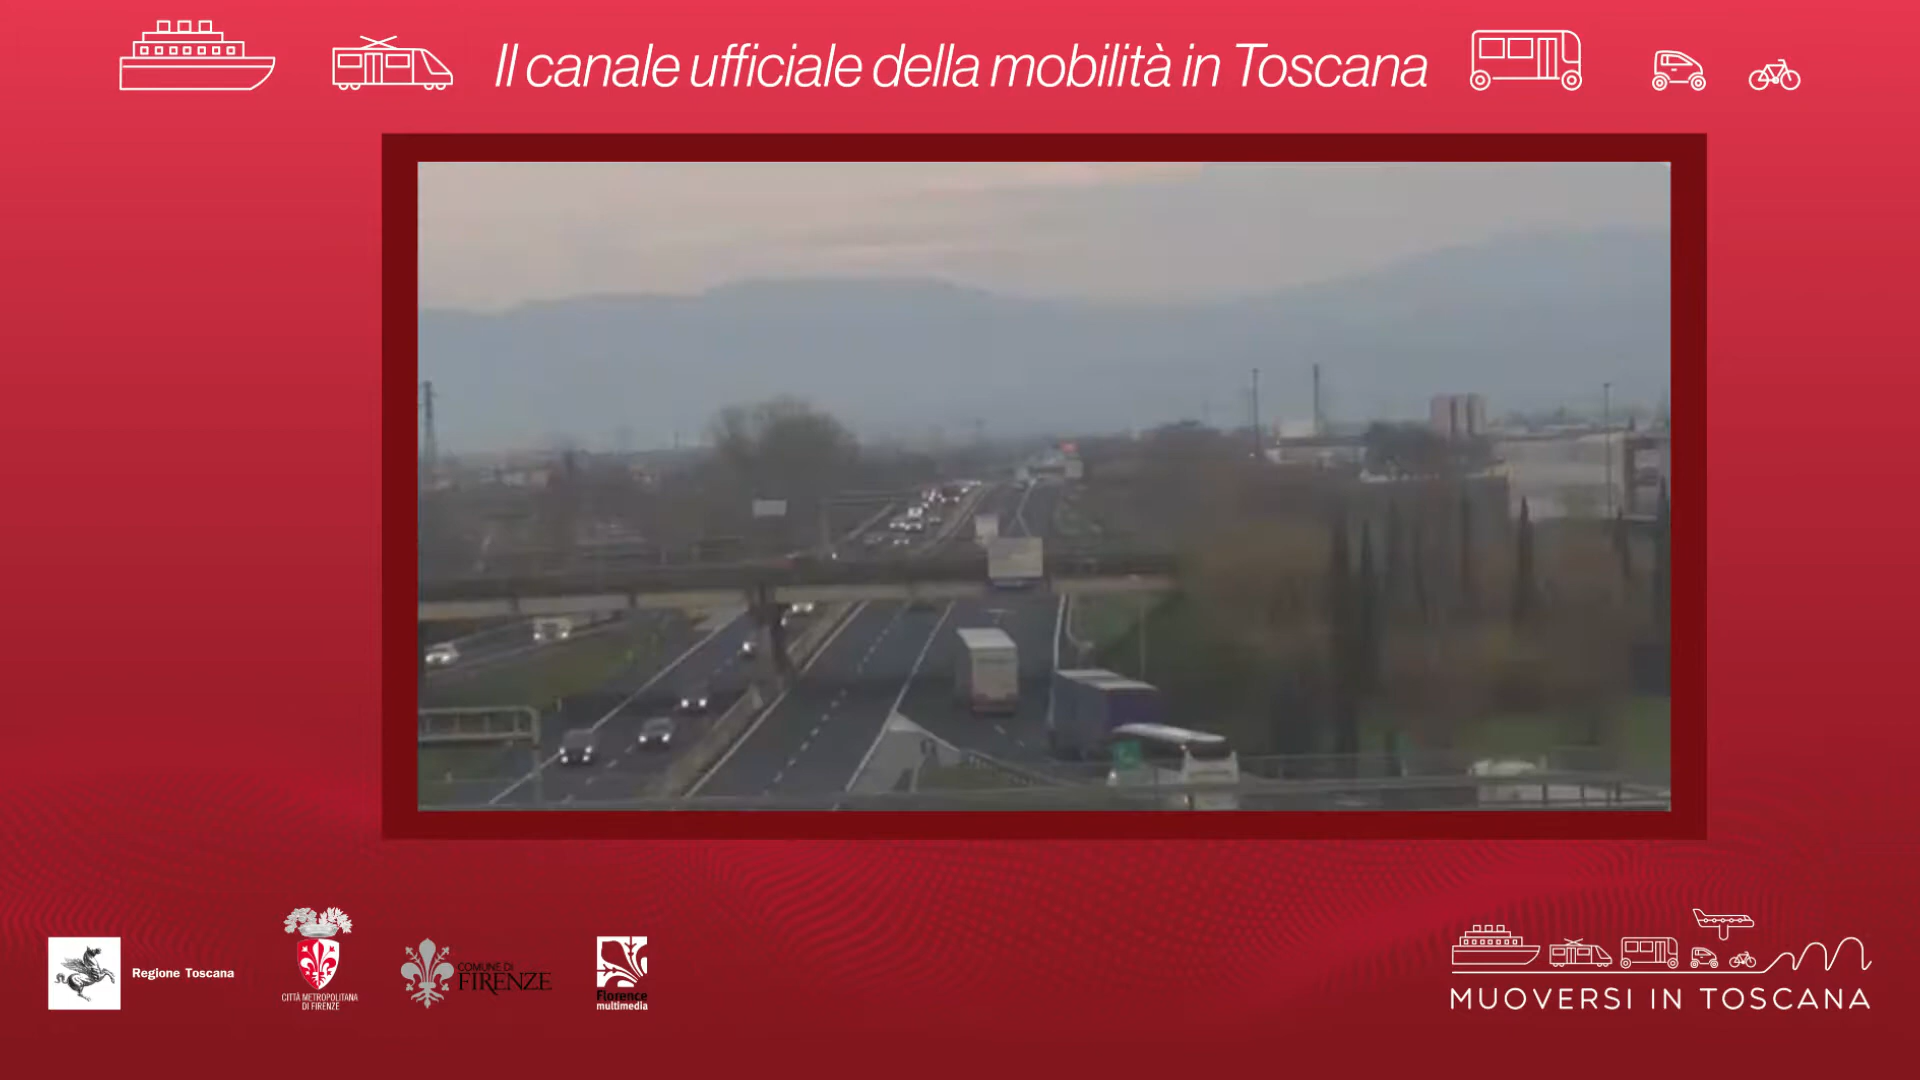 Il canale ufficiale della mobilità in Toscana
Regione Toscana
CITTÀ METROPOLITANA
DI FIRENZE
COMUNE DI
FIRENZE
Florence
multimedia
MUOVERSI IN TOSCANA